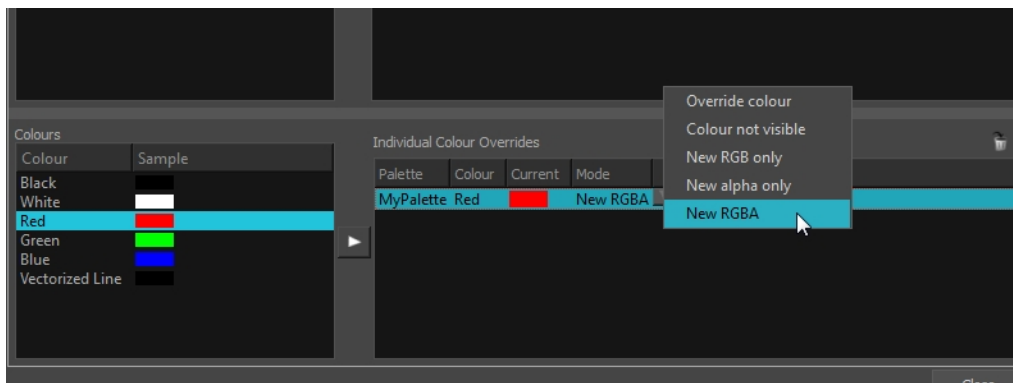 Colours
Colour Sample
Black
White
Red
Green
Blue
Vectorized Line
Individual Colour Overrides
Palette Colour Current Mode
MyPalette Red New RGBA
Override colour
Colour not visible
New RGB only
New alpha only
New RGBA